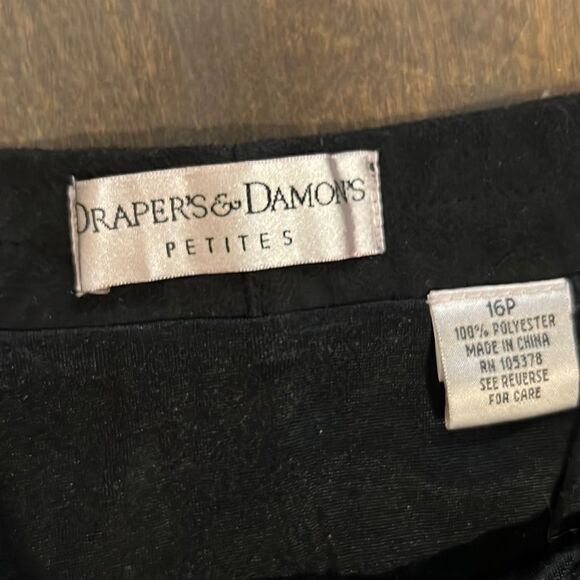 DRAPER'S & DAMON'S
PETITES
16P
100% POLYESTER
MADE IN CHINA
RN 105378
SEE REVERSE
FOR CARE